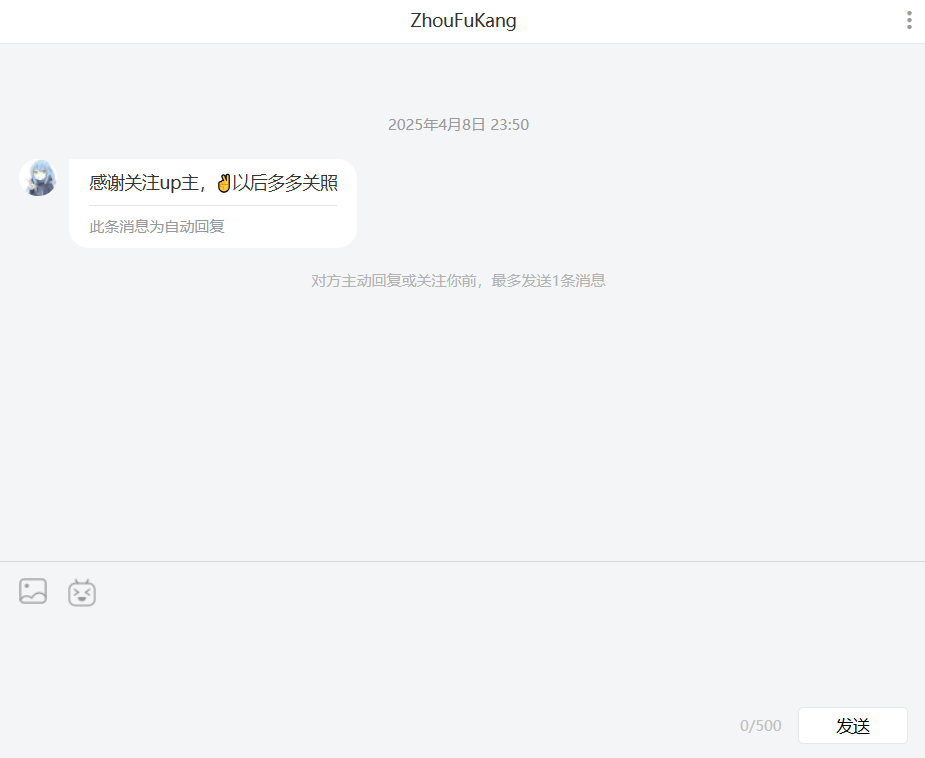 ZhouFuKang
2025年4月8日 23:50
感谢关注up主，✌以后多多关照
此条消息为自动回复
对方主动回复或关注你前，最多发送1条消息
0/500
发送